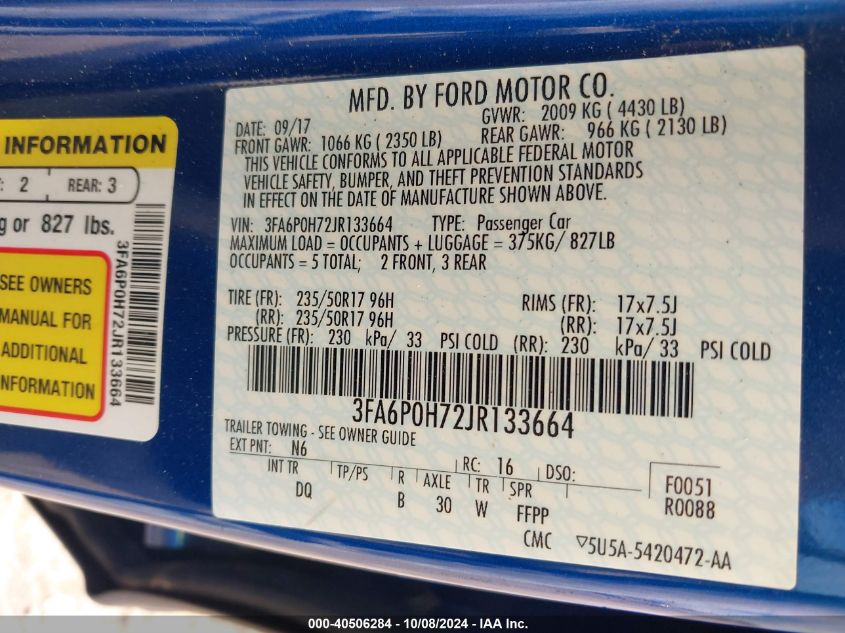 INFORMATION
2 REAR: 3
g or 827 lbs.
SEE OWNERS
MANUAL FOR
ADDITIONAL
INFORMATION
3FA6P0H72JR133664
MFD. BY FORD MOTOR CO.
DATE: 09/17 GVWR: 2009 KG ( 4430 LB)
FRONT GAWR: 1066 KG ( 2350 LB) REAR GAWR: 966 KG ( 2130 LB)
THIS VEHICLE CONFORMS TO ALL APPLICABLE FEDERAL MOTOR
VEHICLE SAFETY, BUMPER, AND THEFT PREVENTION STANDARDS
IN EFFECT ON THE DATE OF MANUFACTURE SHOWN ABOVE.
VIN: 3FA6P0H72JR133664 TYPE: Passenger Car
MAXIMUM LOAD = OCCUPANTS + LUGGAGE = 375KG/ 827LB
OCCUPANTS = 5 TOTAL; 2 FRONT, 3 REAR
TIRE (FR): 235/50R17 96H RIMS (FR): 17x7.5J
(RR): 235/50R17 96H (RR): 17x7.5J
PRESSURE (FR): 230 kPa/ 33 PSI COLD (RR): 230 kPa/ 33 PSI COLD
3FA6P0H72JR133664
TRAILER TOWING - SEE OWNER GUIDE
EXT PNT: N6 RC: 16 DSO:
INT TR TP/PS R AXLE TR SPR
DQ B 30 W FFPP
F0051
R0088
CMC ▽5U5A-5420472-AA
000-40506284 - 10/08/2024 - IAA Inc.